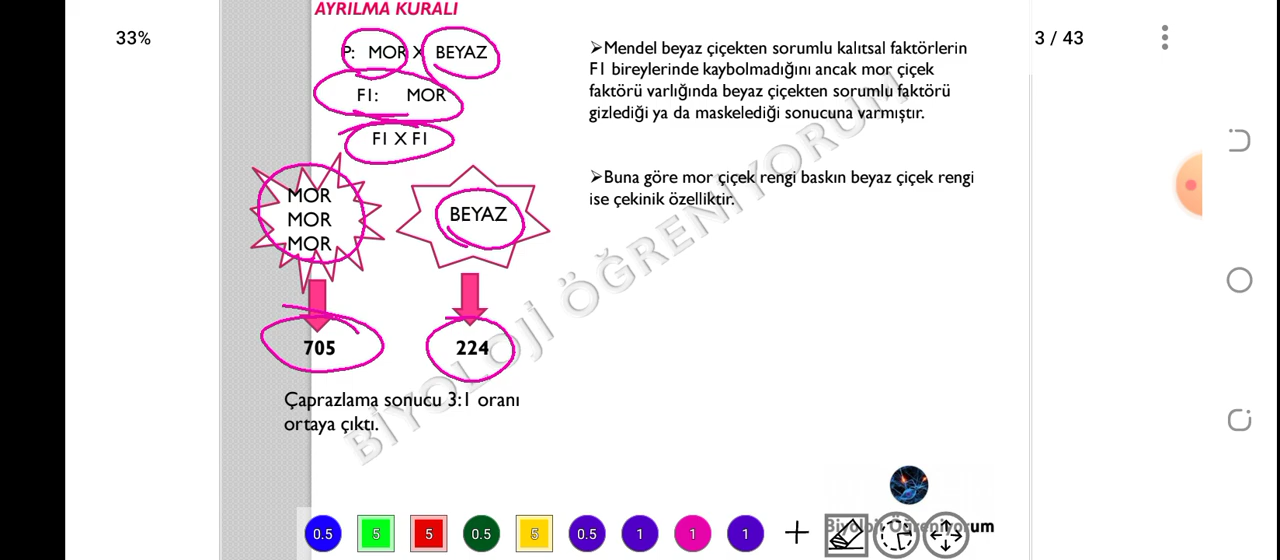 AYRILMA KURALI
33%
3 / 43
P: MOR X BEYAZ
F1: MOR
F1 X F1
MOR
MOR
MOR
BEYAZ
705
224
Çaprazlama sonucu 3:1 oranı
ortaya çıktı.
➢Mendel beyaz çiçekten sorumlu kalıtsal faktörlerin
F1 bireylerinde kaybolmadığını ancak mor çiçek
faktörü varlığında beyaz çiçekten sorumlu faktörü
gizlediği ya da maskelediği sonucuna varmıştır.
➢Buna göre mor çiçek rengi baskın beyaz çiçek rengi
ise çekinik özelliktir.
BİYOLOJİ ÖĞRENİYORUM
0.5 5 5 0.5 5 0.5 1 1 1
Biyoloji Öğreniyorum